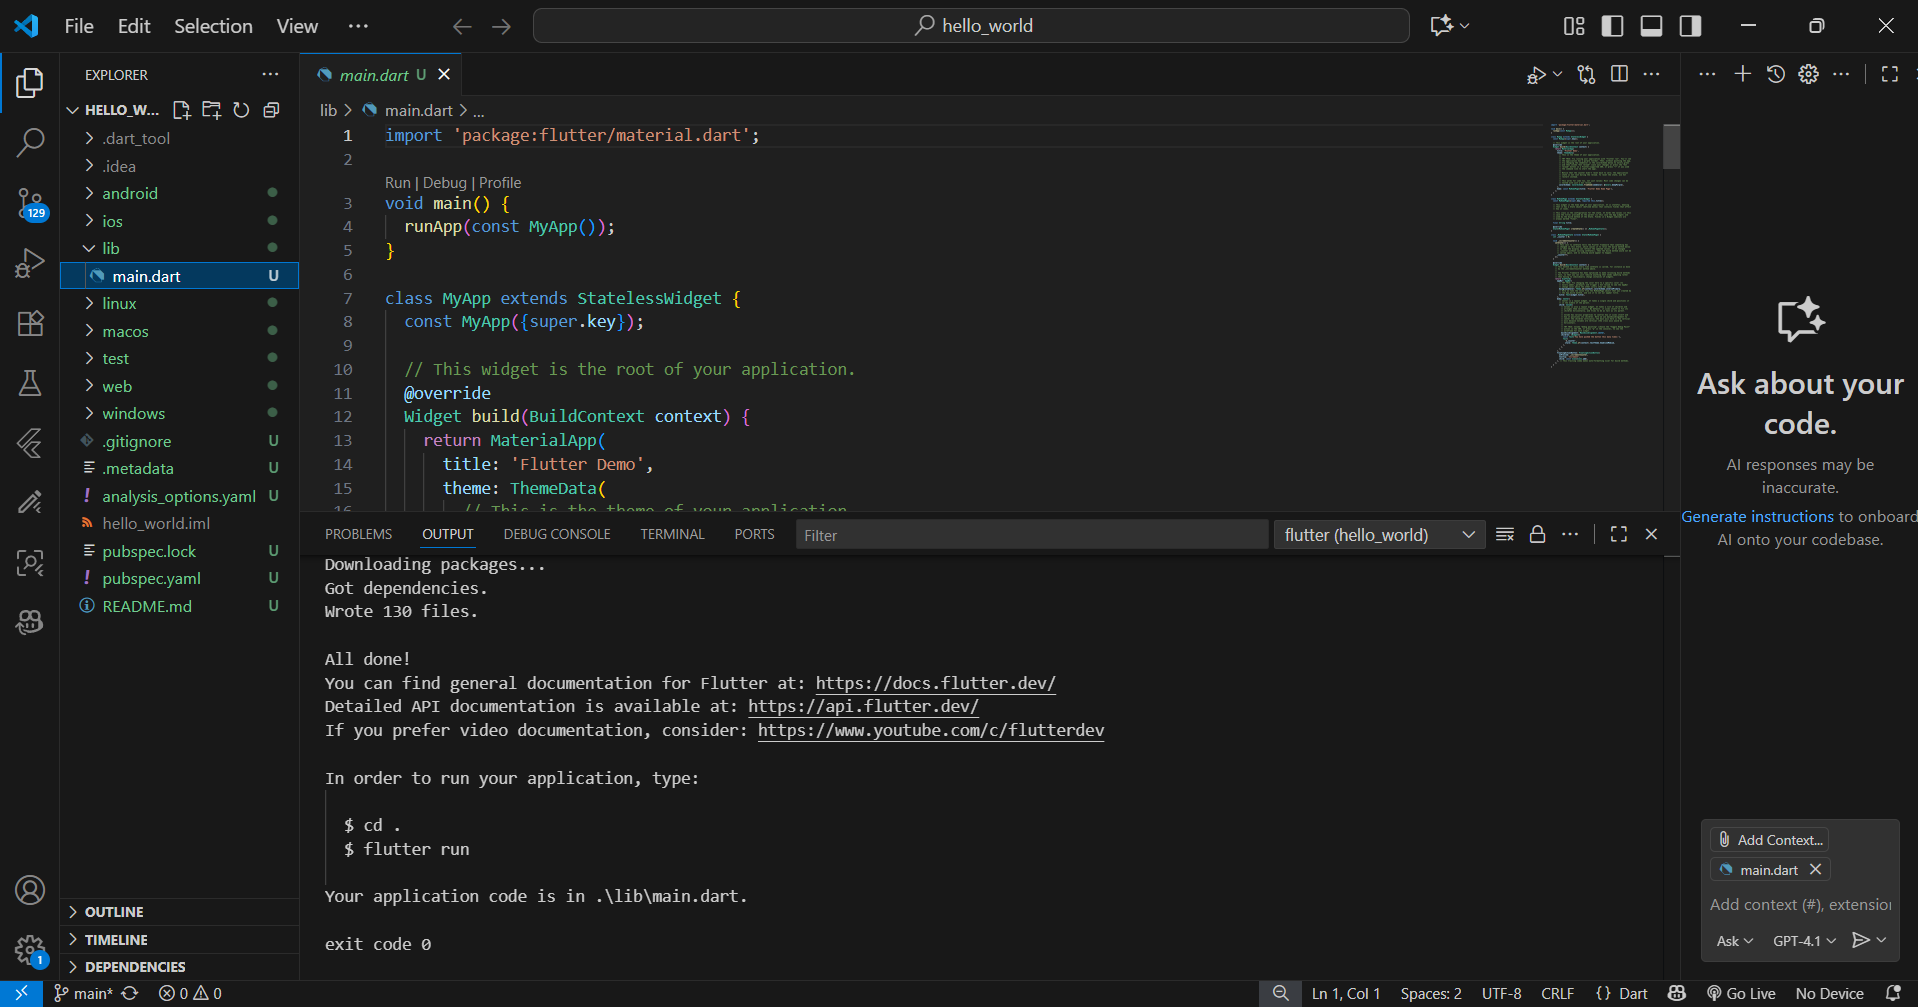 File Edit Selection View ···
hello_world
EXPLORER
HELLO_W...
.dart_tool
.idea
android
ios
lib
main.dart U
linux
macos
test
web
windows
.gitignore U
.metadata U
analysis_options.yaml U
hello_world.iml
pubspec.lock U
pubspec.yaml U
README.md U
OUTLINE
TIMELINE
DEPENDENCIES
129
1
main.dart U
lib > main.dart > ...
1 import 'package:flutter/material.dart';
2
Run | Debug | Profile
3 void main() {
4 runApp(const MyApp());
5 }
6
7 class MyApp extends StatelessWidget {
8 const MyApp({super.key});
9
10 // This widget is the root of your application.
11 @override
12 Widget build(BuildContext context) {
13 return MaterialApp(
14 title: 'Flutter Demo',
15 theme: ThemeData(
16 // This is the theme of your application.
PROBLEMS OUTPUT DEBUG CONSOLE TERMINAL PORTS Filter flutter (hello_world)
Downloading packages...
Got dependencies.
Wrote 130 files.
All done!
You can find general documentation for Flutter at: https://docs.flutter.dev/
Detailed API documentation is available at: https://api.flutter.dev/
If you prefer video documentation, consider: https://www.youtube.com/c/flutterdev
In order to run your application, type:
$ cd .
$ flutter run
Your application code is in .\lib\main.dart.
exit code 0
Ask about your
code.
AI responses may be
inaccurate.
Generate instructions to onboard
AI onto your codebase.
Add Context...
main.dart
Add context (#), extensio
Ask GPT-4.1
main* 0 0 Ln 1, Col 1 Spaces: 2 UTF-8 CRLF {} Dart Go Live No Device